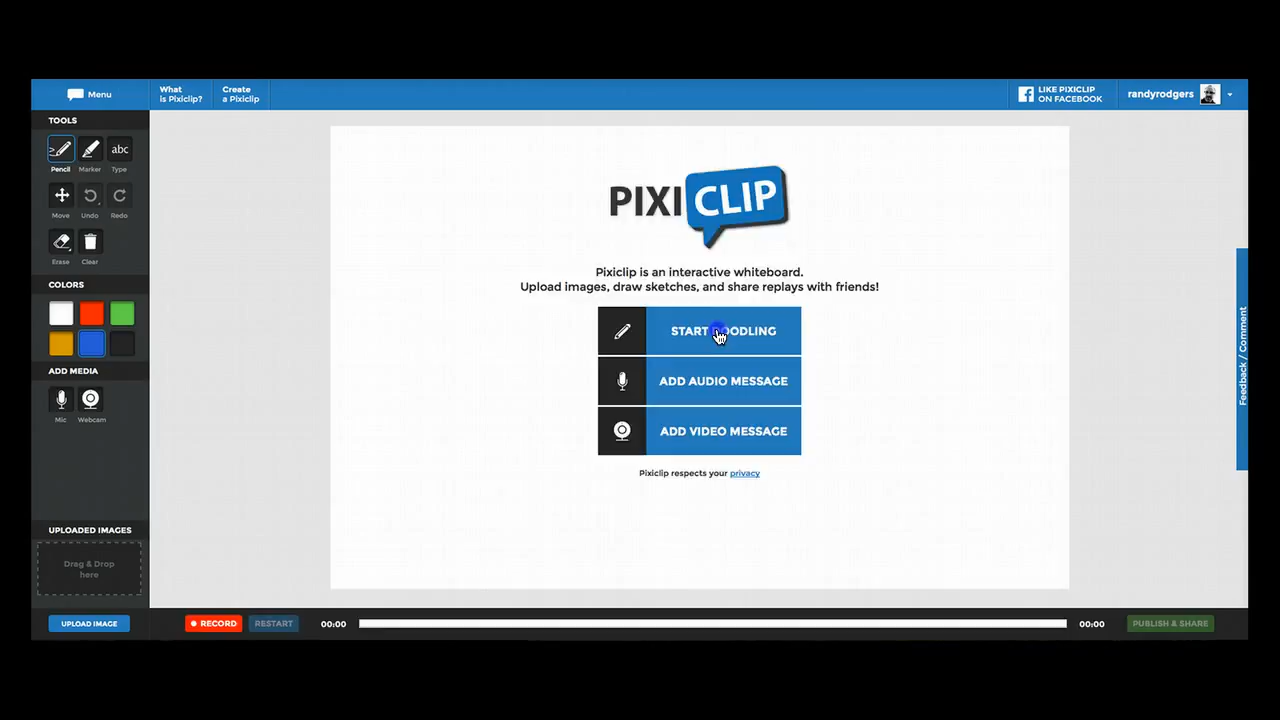 Menu
What
is Pixiclip?
Create
a Pixiclip
LIKE PIXICLIP
ON FACEBOOK
randyrodgers
TOOLS
Pencil
Marker
abc
Type
Move
Undo
Redo
Erase
Clear
COLORS
ADD MEDIA
Mic
Webcam
UPLOADED IMAGES
Drag & Drop
here
UPLOAD IMAGE
PIXICLIP
Pixiclip is an interactive whiteboard.
Upload images, draw sketches, and share replays with friends!
START DOODLING
ADD AUDIO MESSAGE
ADD VIDEO MESSAGE
Pixiclip respects your privacy
Feedback / Comment
RECORD
RESTART
00:00
00:00
PUBLISH & SHARE